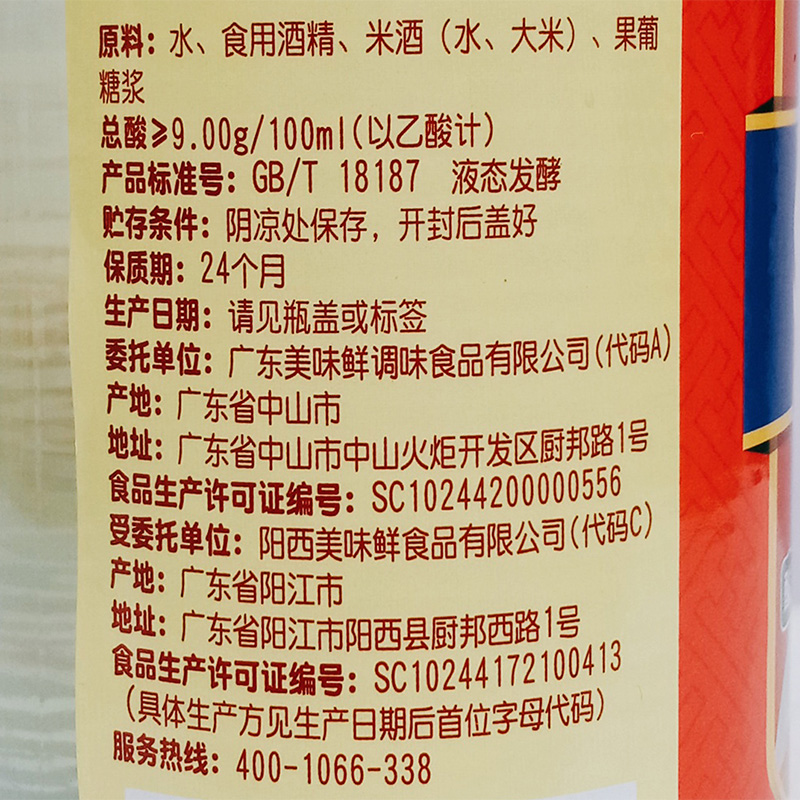 原料：水、食用酒精、米酒（水、大米）、果葡
糖浆
总酸≥9.00g/100ml（以乙酸计）
产品标准号：GB/T 18187 液态发酵
贮存条件：阴凉处保存，开封后盖好
保质期：24个月
生产日期：请见瓶盖或标签
委托单位：广东美味鲜调味食品有限公司（代码A）
产地：广东省中山市
地址：广东省中山市中山火炬开发区厨邦路1号
食品生产许可证编号：SC10244200000556
受委托单位：阳西美味鲜食品有限公司（代码C）
产地：广东省阳江市
地址：广东省阳江市阳西县厨邦西路1号
食品生产许可证编号：SC10244172100413
（具体生产方见生产日期后首位字母代码）
服务热线：400-1066-338